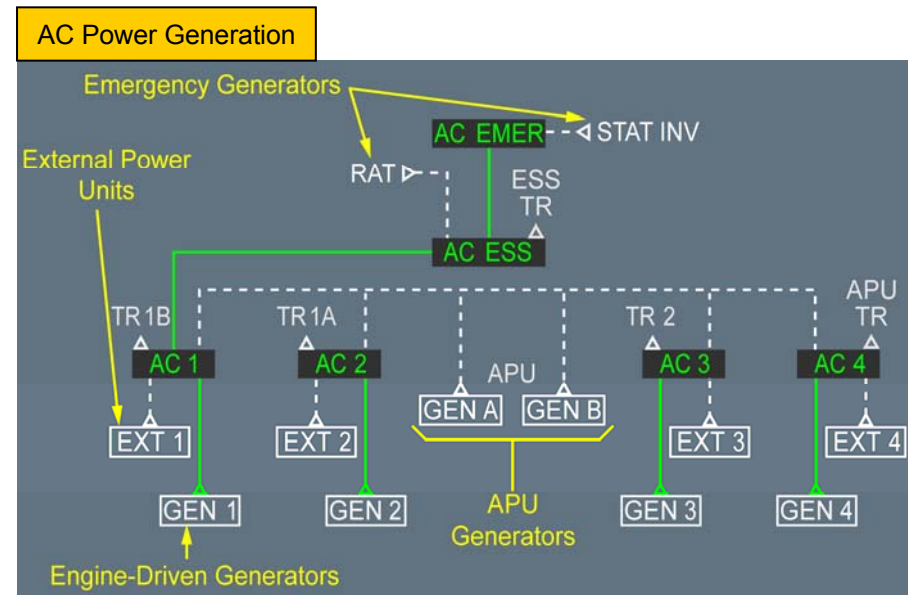 AC Power Generation
Emergency Generators
AC EMER
STAT INV
External Power
Units
RAT
ESS
TR
AC ESS
TR 1B
TR 1A
TR 2
APU
TR
AC 1
AC 2
APU
AC 3
AC 4
GEN A
GEN B
EXT 1
EXT 2
EXT 3
EXT 4
GEN 1
GEN 2
APU
Generators
GEN 3
GEN 4
Engine-Driven Generators